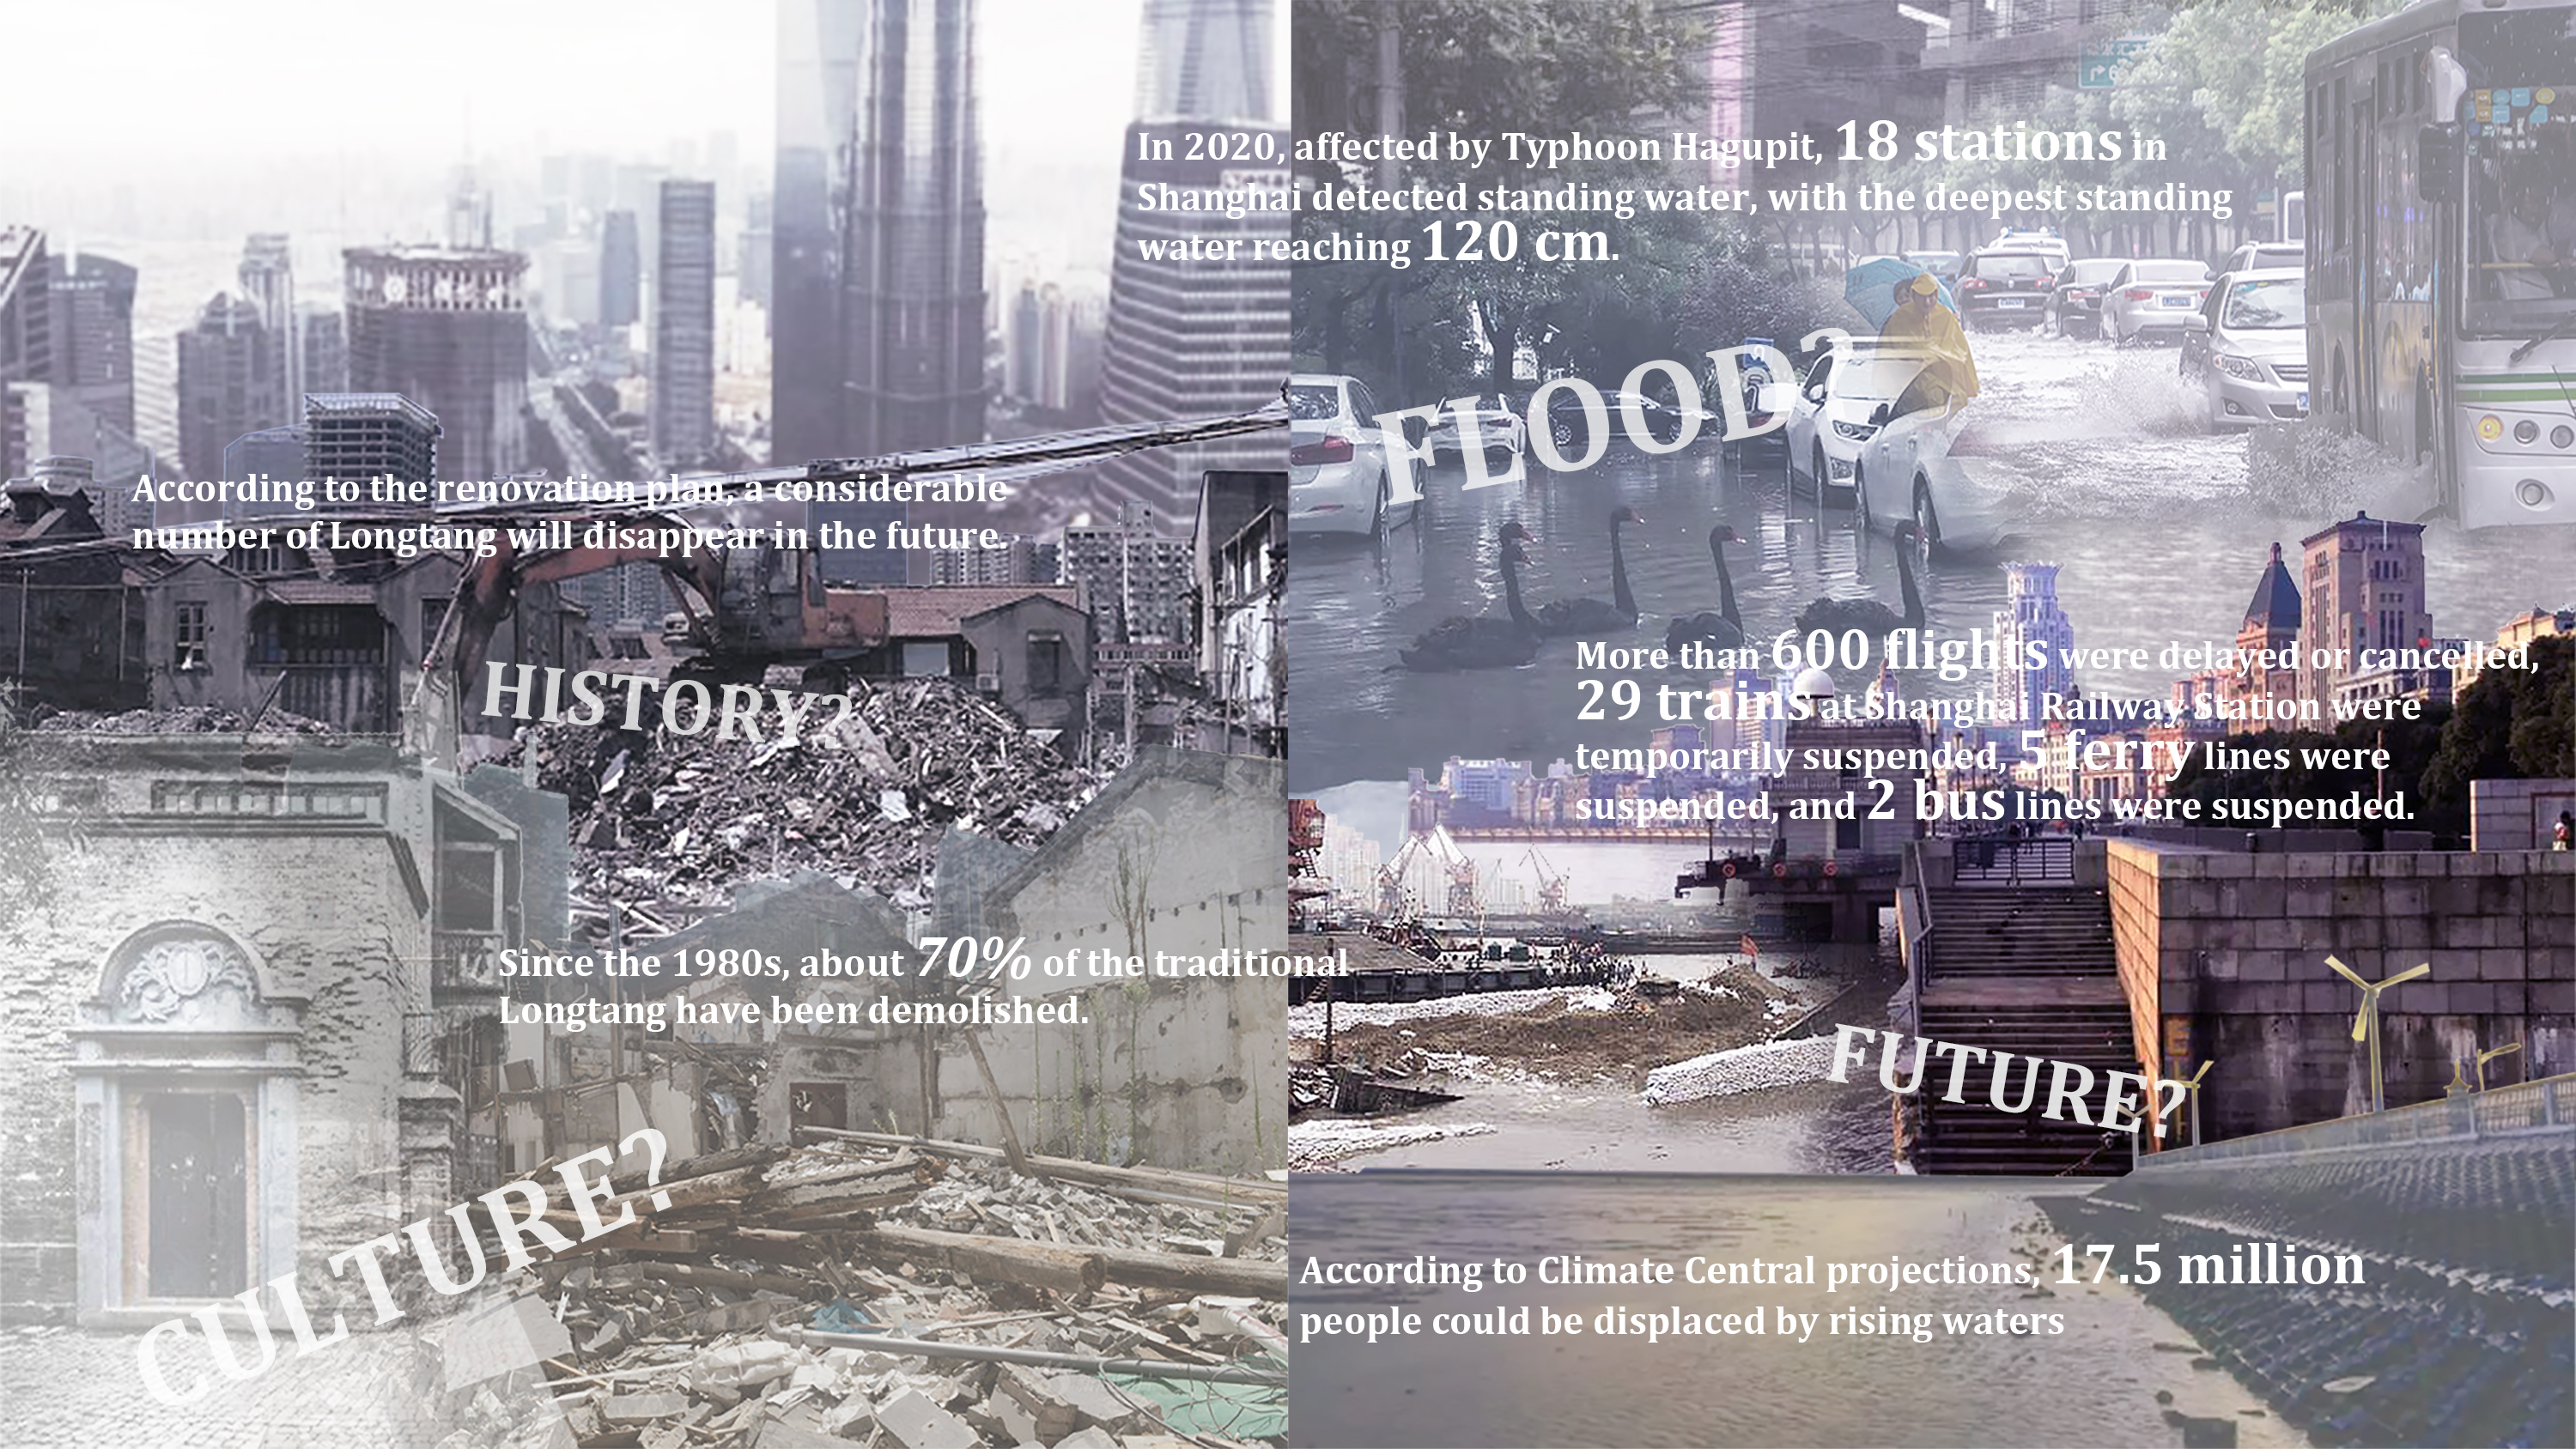 In 2020, affected by Typhoon Hagupit, 18 stations in
Shanghai detected standing water, with the deepest standing
water reaching 120 cm.
FLOOD?
According to the renovation plan, a considerable
number of Longtang will disappear in the future.
HISTORY?
More than 600 flights were delayed or cancelled,
29 trains at Shanghai Railway Station were
temporarily suspended, 5 ferry lines were
suspended, and 2 bus lines were suspended.
Since the 1980s, about 70% of the traditional
Longtang have been demolished.
FUTURE?
CULTURE?
According to Climate Central projections, 17.5 million
people could be displaced by rising waters